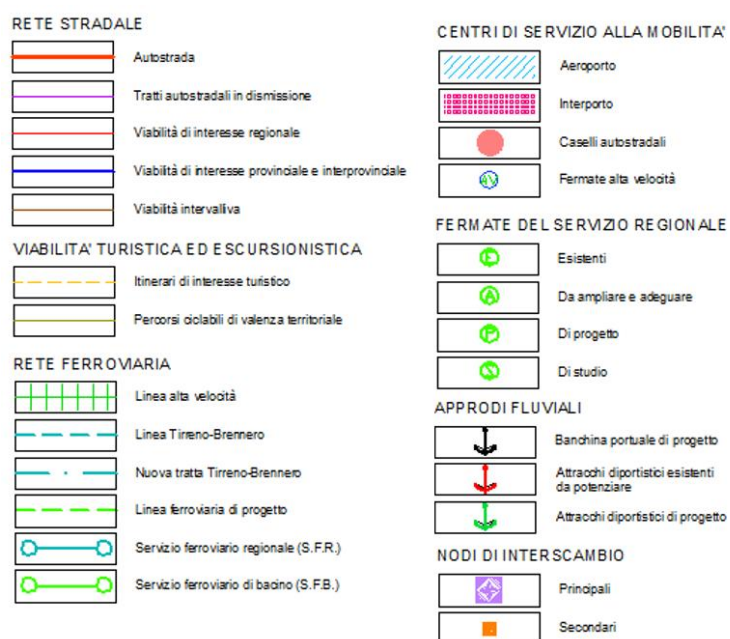 RETE STRADALE
Autostrada
Tratti autostradali in dismissione
Viabilità di interesse regionale
Viabilità di interesse provinciale e interprovinciale
Viabilità intervalliva
VIABILITA' TURISTICA ED ESCURSIONISTICA
Itinerari di interesse turistico
Percorsi ciclabili di valenza territoriale
RETE FERROVIARIA
Linea alta velocità
Linea Tirreno-Brennero
Nuova tratta Tirreno-Brennero
Linea ferroviaria di progetto
Servizio ferroviario regionale (S.F.R.)
Servizio ferroviario di bacino (S.F.B.)
CENTRI DI SERVIZIO ALLA MOBILITA'
Aeroporto
Interporto
Caselli autostradali
AV Fermate alta velocità
FERMATE DEL SERVIZIO REGIONALE
E Esistenti
A Da ampliare e adeguare
P Di progetto
S Di studio
APPRODI FLUVIALI
Banchina portuale di progetto
Attracchi diportistici esistenti
da potenziare
Attracchi diportistici di progetto
NODI DI INTERSCAMBIO
Principali
Secondari